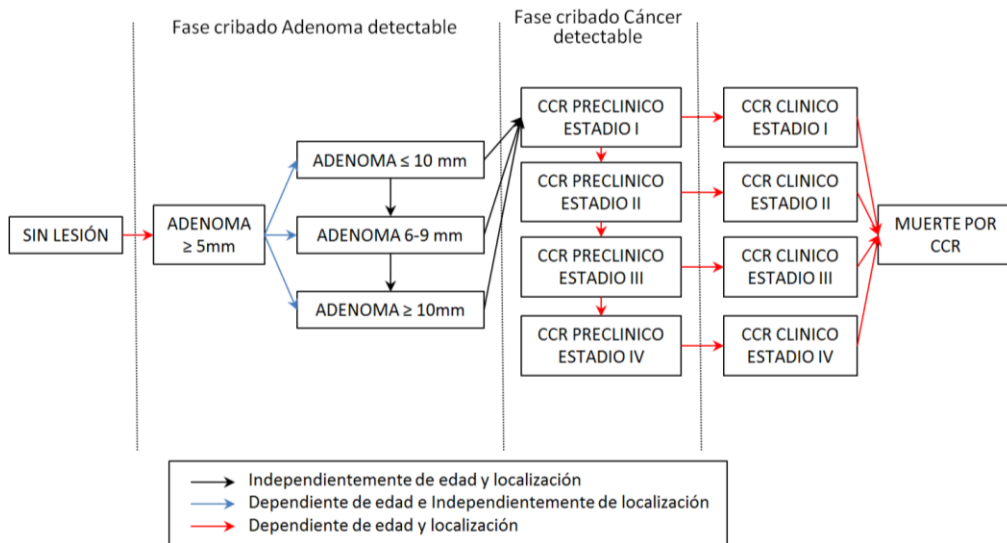 Fase cribado Adenoma detectable
Fase cribado Cáncer
detectable
SIN LESIÓN
ADENOMA
≥ 5mm
ADENOMA ≤ 10 mm
ADENOMA 6-9 mm
ADENOMA ≥ 10mm
CCR PRECLINICO
ESTADIO I
CCR PRECLINICO
ESTADIO II
CCR PRECLINICO
ESTADIO III
CCR PRECLINICO
ESTADIO IV
CCR CLINICO
ESTADIO I
CCR CLINICO
ESTADIO II
CCR CLINICO
ESTADIO III
CCR CLINICO
ESTADIO IV
MUERTE POR
CCR
Independientemente de edad y localización
Dependiente de edad e Independientemente de localización
Dependiente de edad y localización